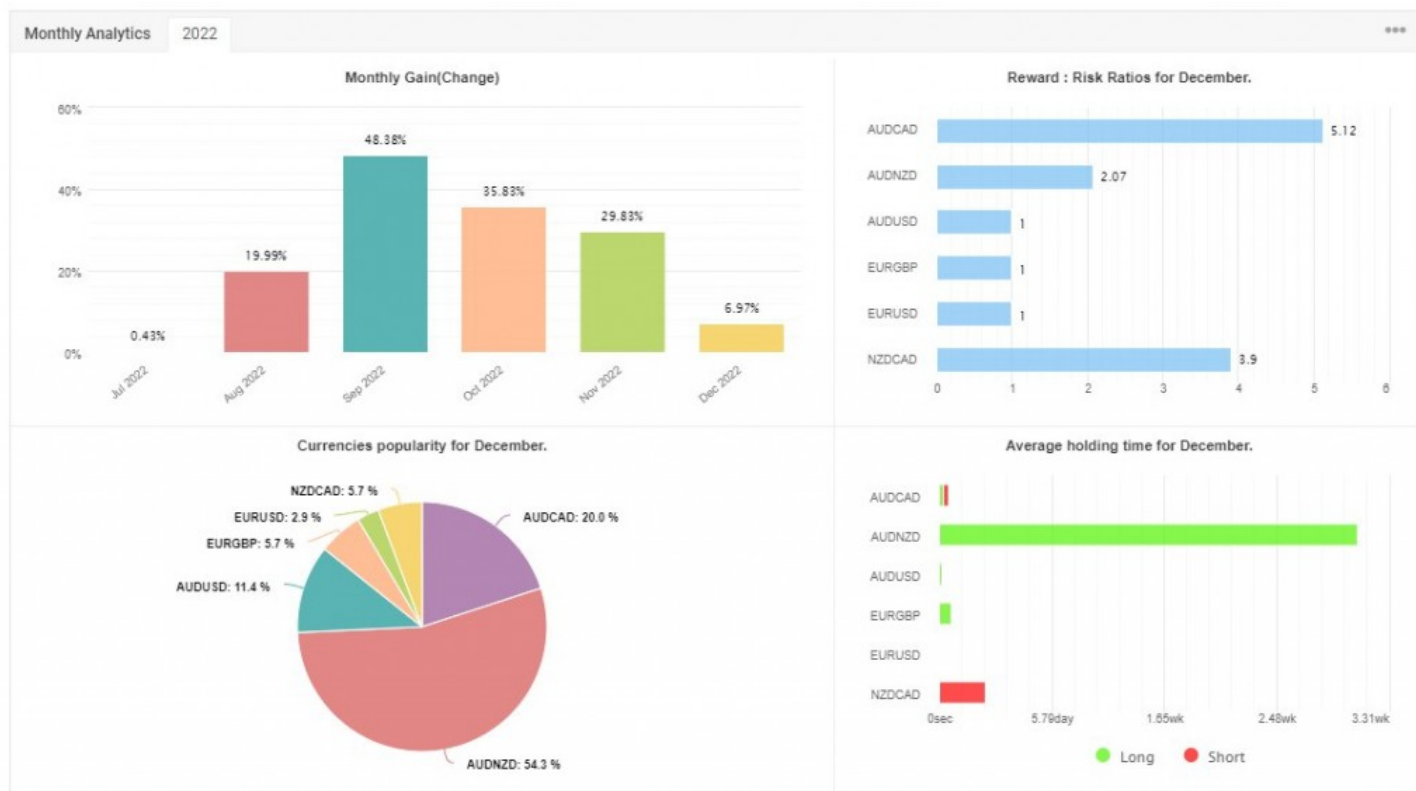 Monthly Analytics 2022
•••
Monthly Gain(Change)
60%
40%
20%
0%
0.43%
19.99%
48.38%
35.83%
29.83%
6.97%
Jul 2022
Aug 2022
Sep 2022
Oct 2022
Nov 2022
Dec 2022
Reward : Risk Ratios for December.
AUDCAD 5.12
AUDNZD 2.07
AUDUSD 1
EURGBP 1
EURUSD 1
NZDCAD 3.9
0 1 2 3 4 5 6
Currencies popularity for December.
NZDCAD: 5.7 %
EURUSD: 2.9 %
EURGBP: 5.7 %
AUDUSD: 11.4 %
AUDCAD: 20.0 %
AUDNZD: 54.3 %
Average holding time for December.
AUDCAD
AUDNZD
AUDUSD
EURGBP
EURUSD
NZDCAD
0sec 5.79day 1.65wk 2.48wk 3.31wk
Long Short